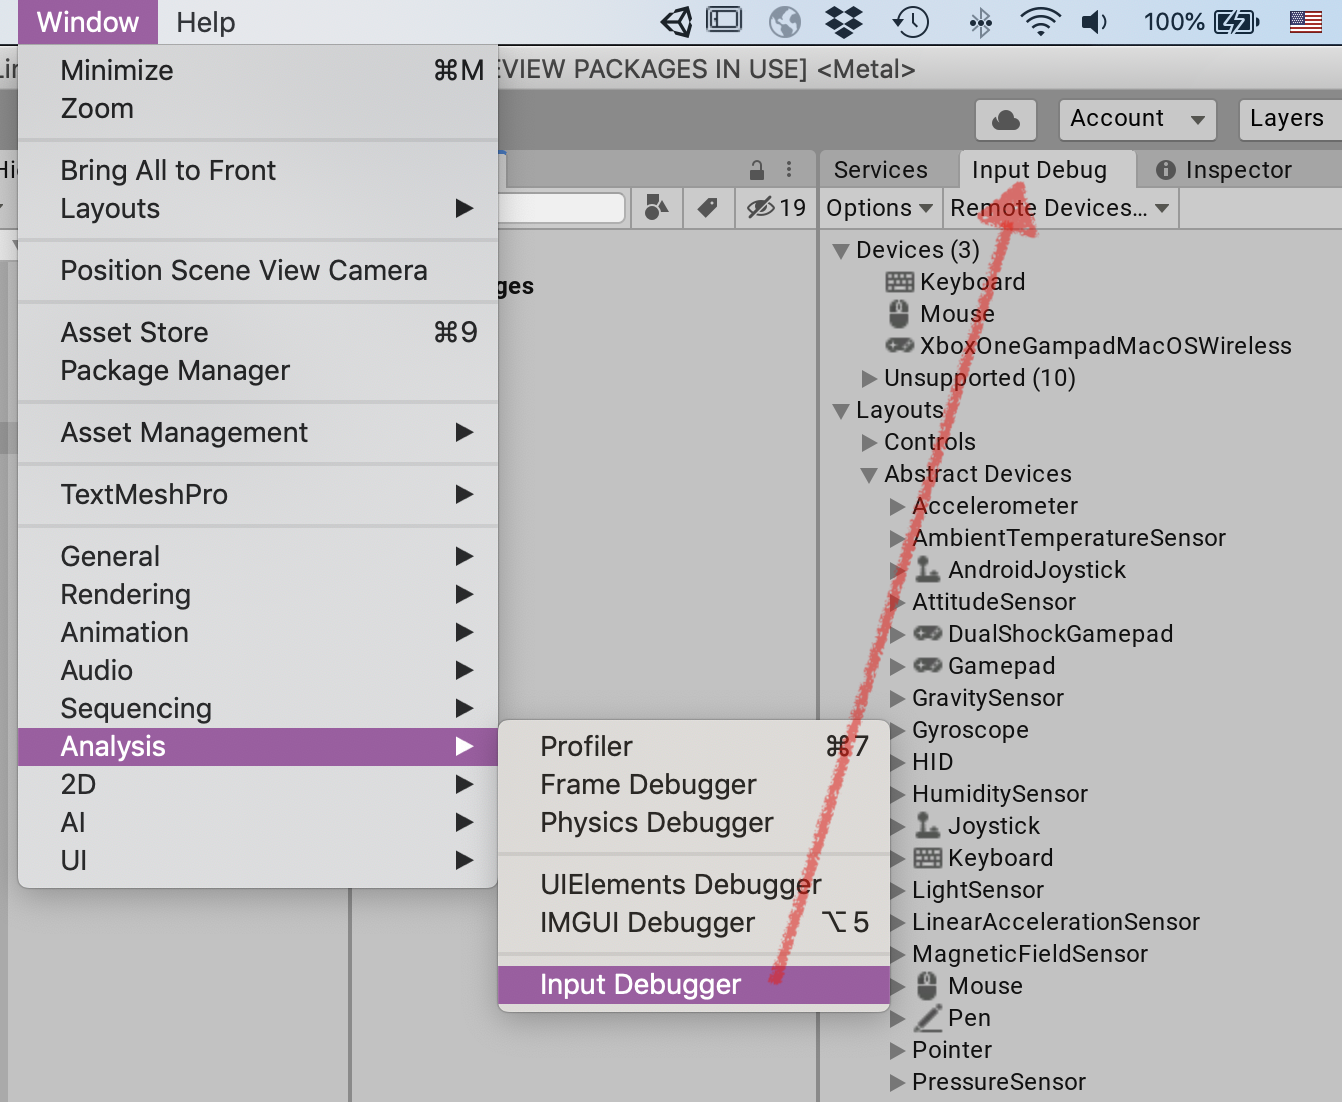 Window Help 100%
EVIEW PACKAGES IN USE] <Metal>
Minimize ⌘M
Zoom
Bring All to Front
Layouts
Position Scene View Camera
Asset Store ⌘9
Package Manager
Asset Management
TextMeshPro
General
Rendering
Animation
Audio
Sequencing
Analysis
2D
AI
UI
Profiler ⌘7
Frame Debugger
Physics Debugger
UIElements Debugger
IMGUI Debugger ⌥5
Input Debugger
Account Layers
19
ges
Services Input Debug Inspector
Options Remote Devices...
Devices (3)
Keyboard
Mouse
XboxOneGampadMacOSWireless
Unsupported (10)
Layouts
Controls
Abstract Devices
Accelerometer
AmbientTemperatureSensor
AndroidJoystick
AttitudeSensor
DualShockGamepad
Gamepad
GravitySensor
Gyroscope
HID
HumiditySensor
Joystick
Keyboard
LightSensor
LinearAccelerationSensor
MagneticFieldSensor
Mouse
Pen
Pointer
PressureSensor